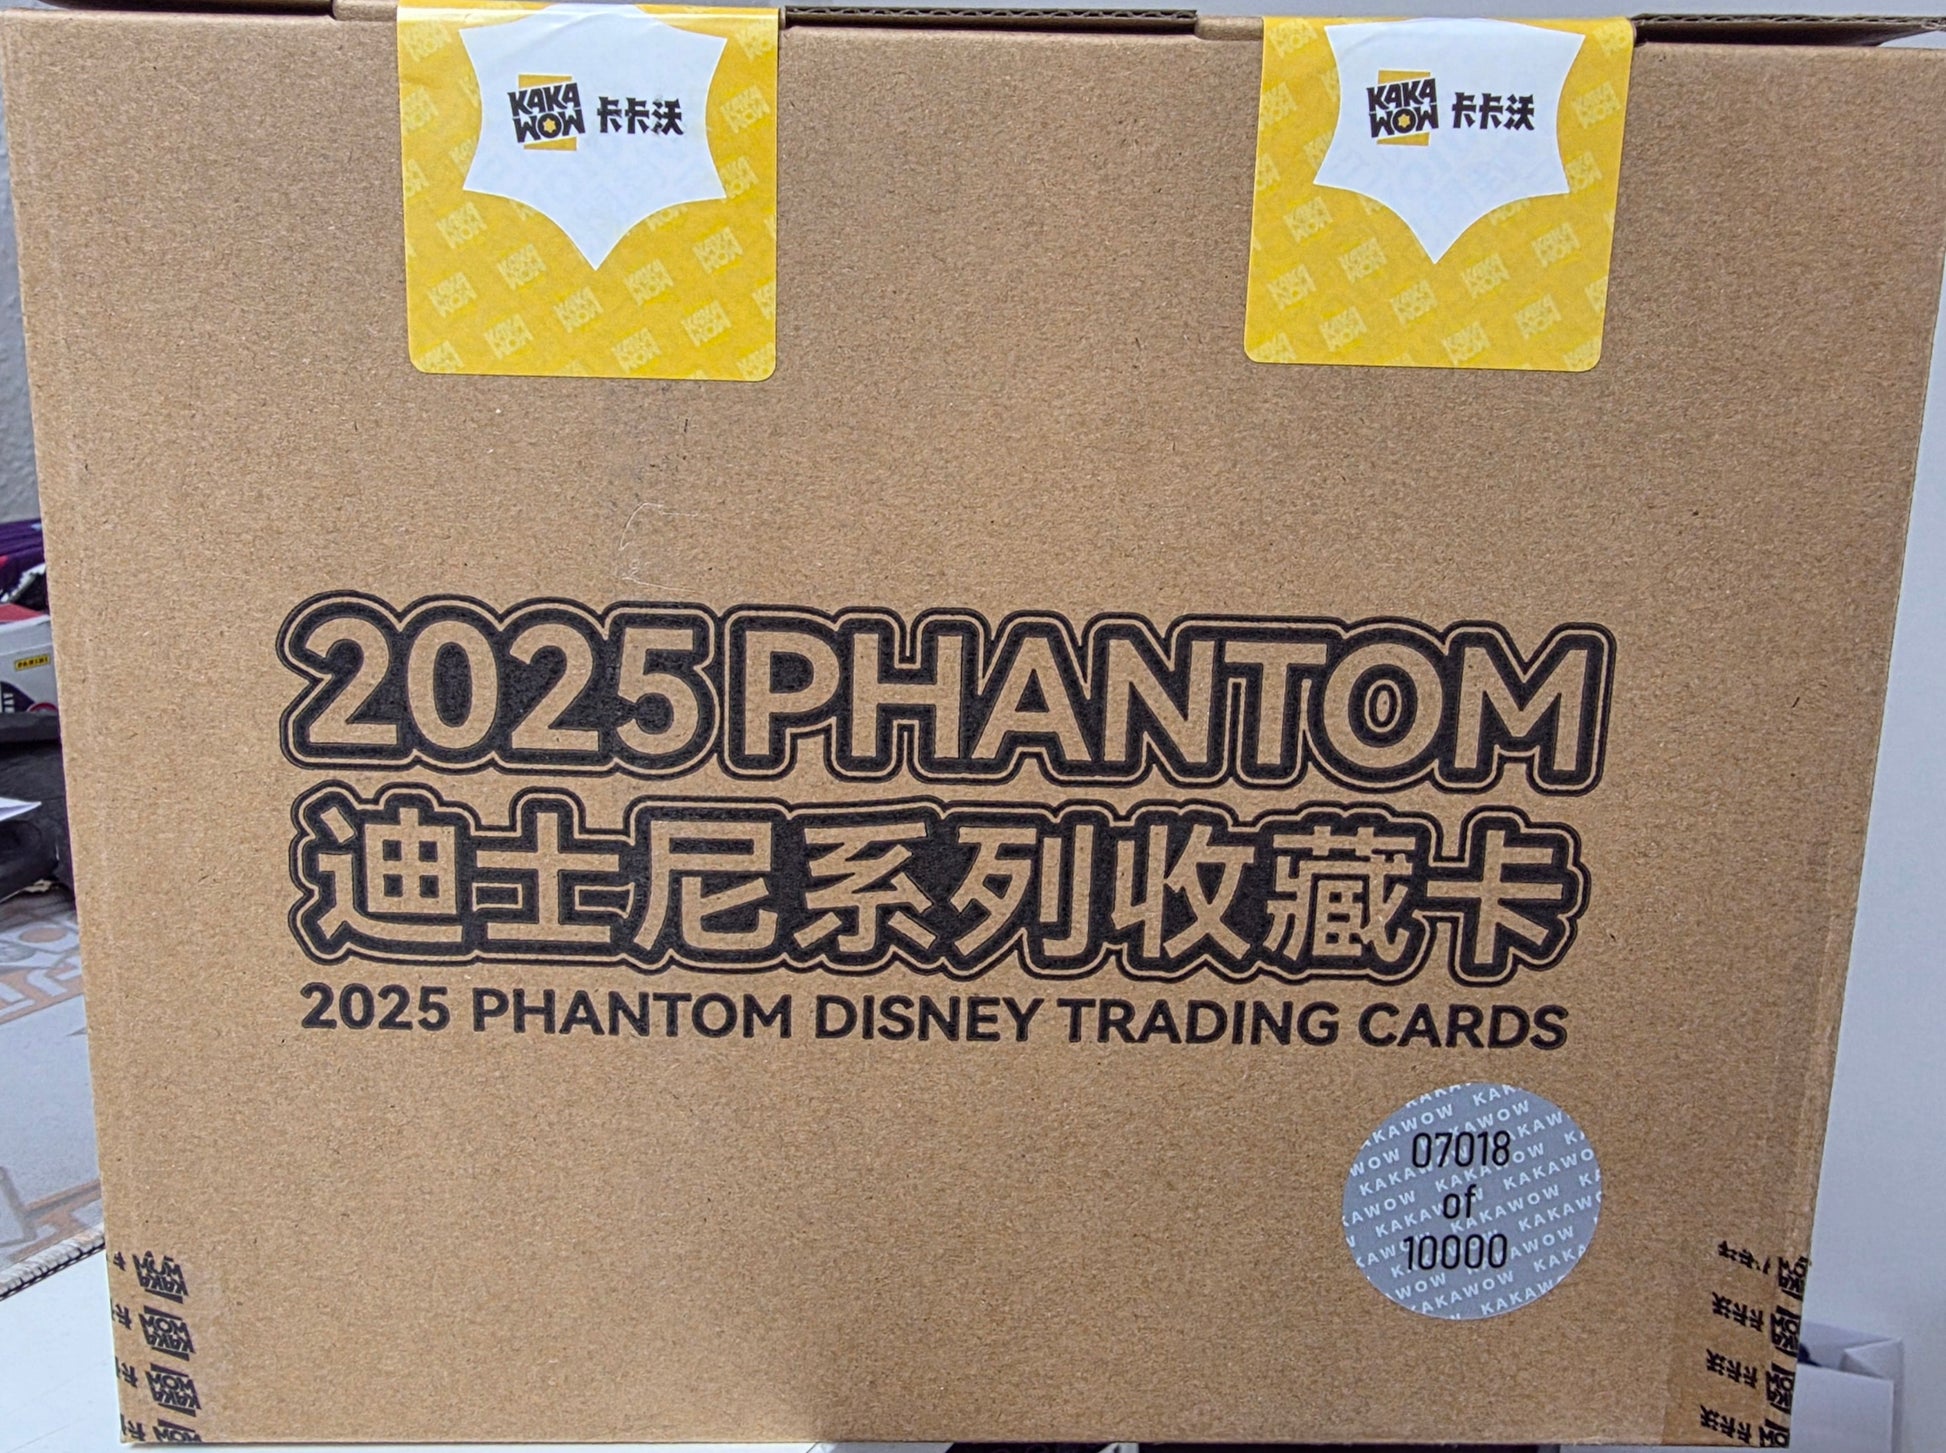 KAKA WOW 卡卡沃
KAKA WOW 卡卡沃
2025 PHANTOM
迪士尼系列收藏卡
2025 PHANTOM DISNEY TRADING CARDS
07018
of
10000
PANINI